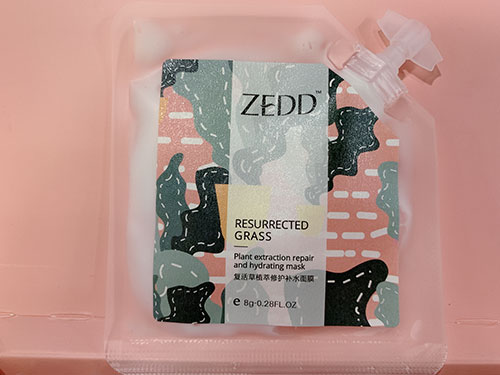 ZEDD™
RESURRECTED
GRASS
Plant extraction repair
and hydrating mask
复活草植萃修护补水面膜
e 8g-0.28FL.OZ